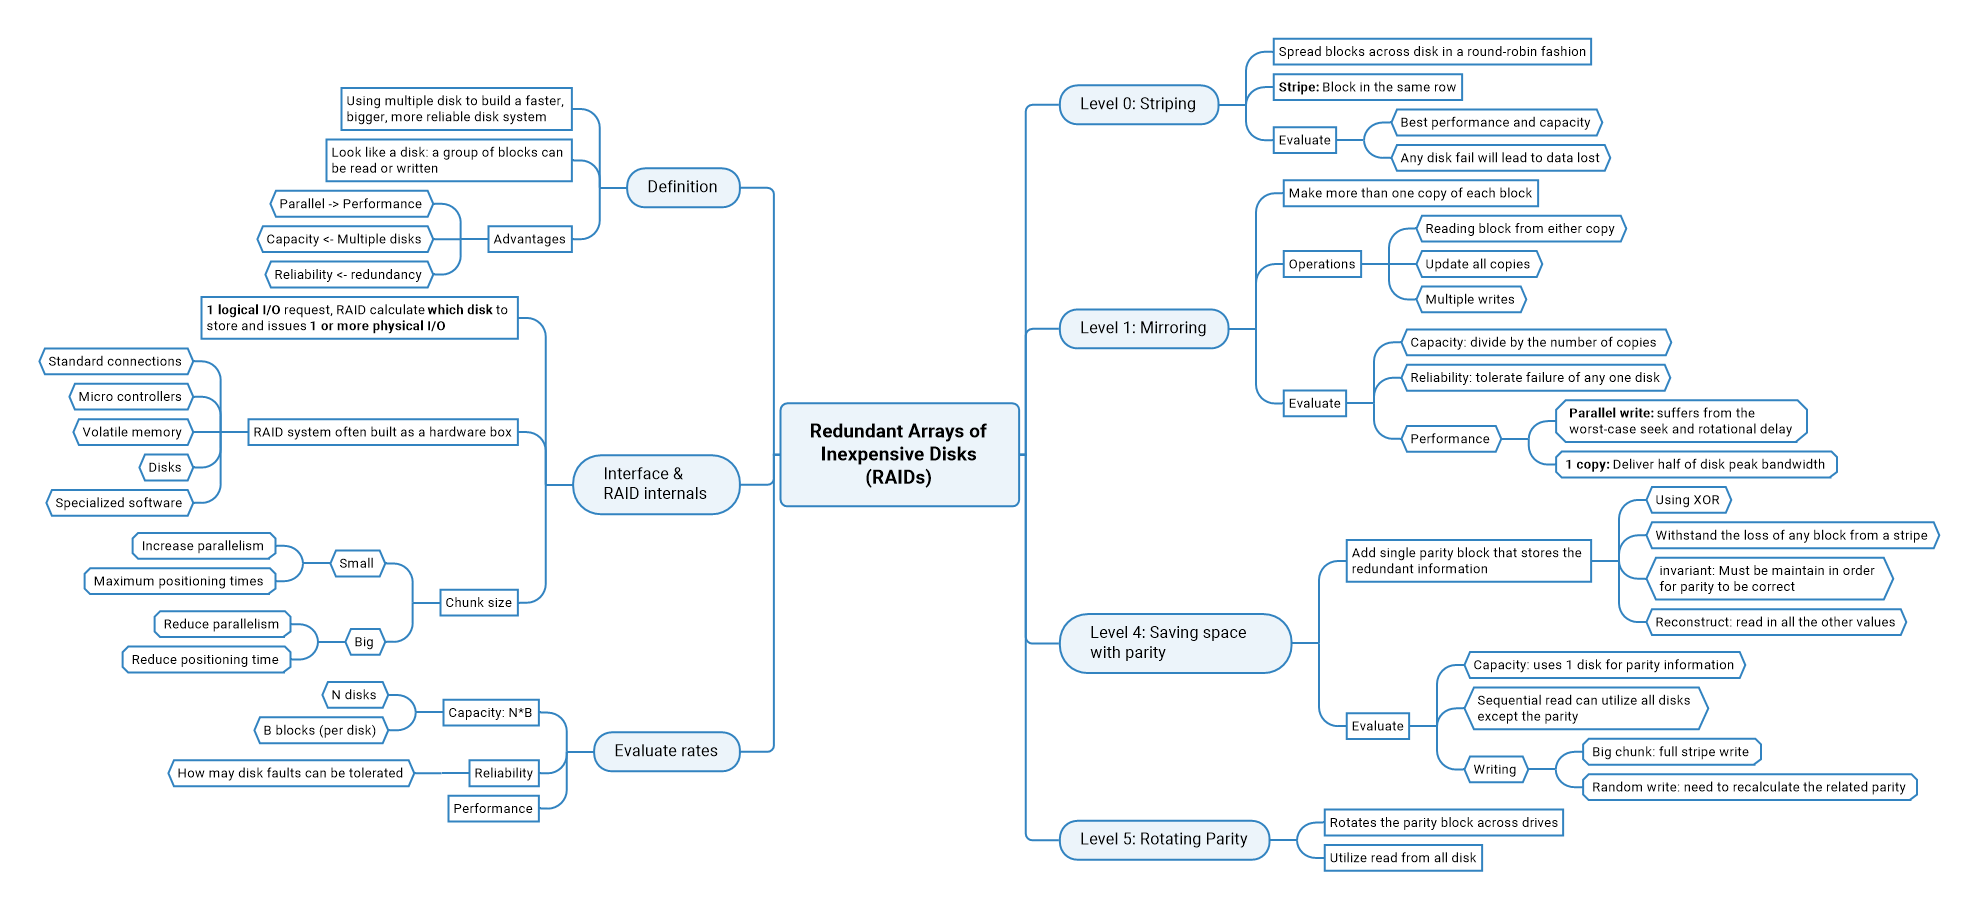 Redundant Arrays of
Inexpensive Disks
(RAIDs)
Definition
Using multiple disk to build a faster,
bigger, more reliable disk system
Look like a disk: a group of blocks can
be read or written
Advantages
Parallel -> Performance
Capacity <- Multiple disks
Reliability <- redundancy
Interface &
RAID internals
1 logical I/O request, RAID calculate which disk to
store and issues 1 or more physical I/O
RAID system often built as a hardware box
Standard connections
Micro controllers
Volatile memory
Disks
Specialized software
Chunk size
Small
Increase parallelism
Maximum positioning times
Big
Reduce parallelism
Reduce positioning time
Evaluate rates
Capacity: N*B
N disks
B blocks (per disk)
Reliability
How may disk faults can be tolerated
Performance
Level 0: Striping
Spread blocks across disk in a round-robin fashion
Stripe: Block in the same row
Evaluate
Best performance and capacity
Any disk fail will lead to data lost
Level 1: Mirroring
Make more than one copy of each block
Operations
Reading block from either copy
Update all copies
Multiple writes
Evaluate
Capacity: divide by the number of copies
Reliability: tolerate failure of any one disk
Performance
Parallel write: suffers from the
worst-case seek and rotational delay
1 copy: Deliver half of disk peak bandwidth
Level 4: Saving space
with parity
Add single parity block that stores the
redundant information
Using XOR
Withstand the loss of any block from a stripe
invariant: Must be maintain in order
for parity to be correct
Reconstruct: read in all the other values
Evaluate
Capacity: uses 1 disk for parity information
Sequential read can utilize all disks
except the parity
Writing
Big chunk: full stripe write
Random write: need to recalculate the related parity
Level 5: Rotating Parity
Rotates the parity block across drives
Utilize read from all disk